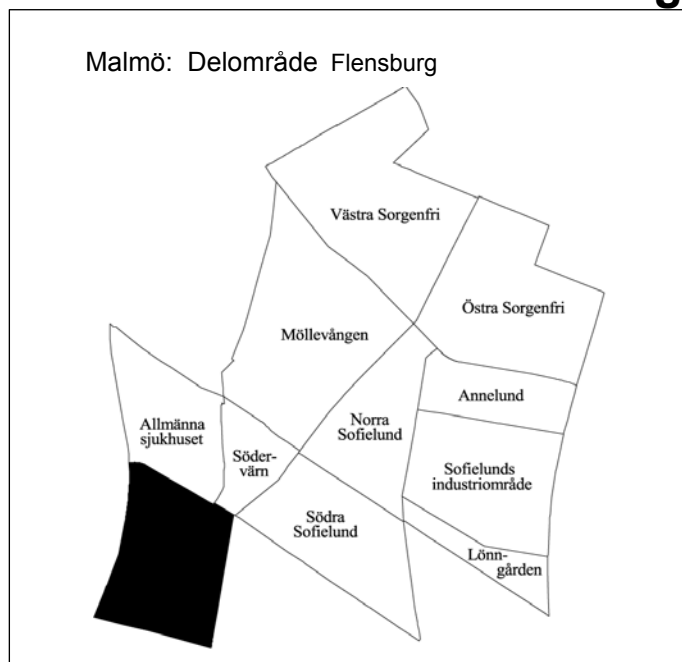 Malmö: Delområde Flensburg
Västra Sorgenfri
Östra Sorgenfri
Möllevången
Annelund
Allmänna
sjukhuset
Norra
Sofielund
Söder-
värn
Sofielunds
industriområde
Södra
Sofielund
Lönn-
gården